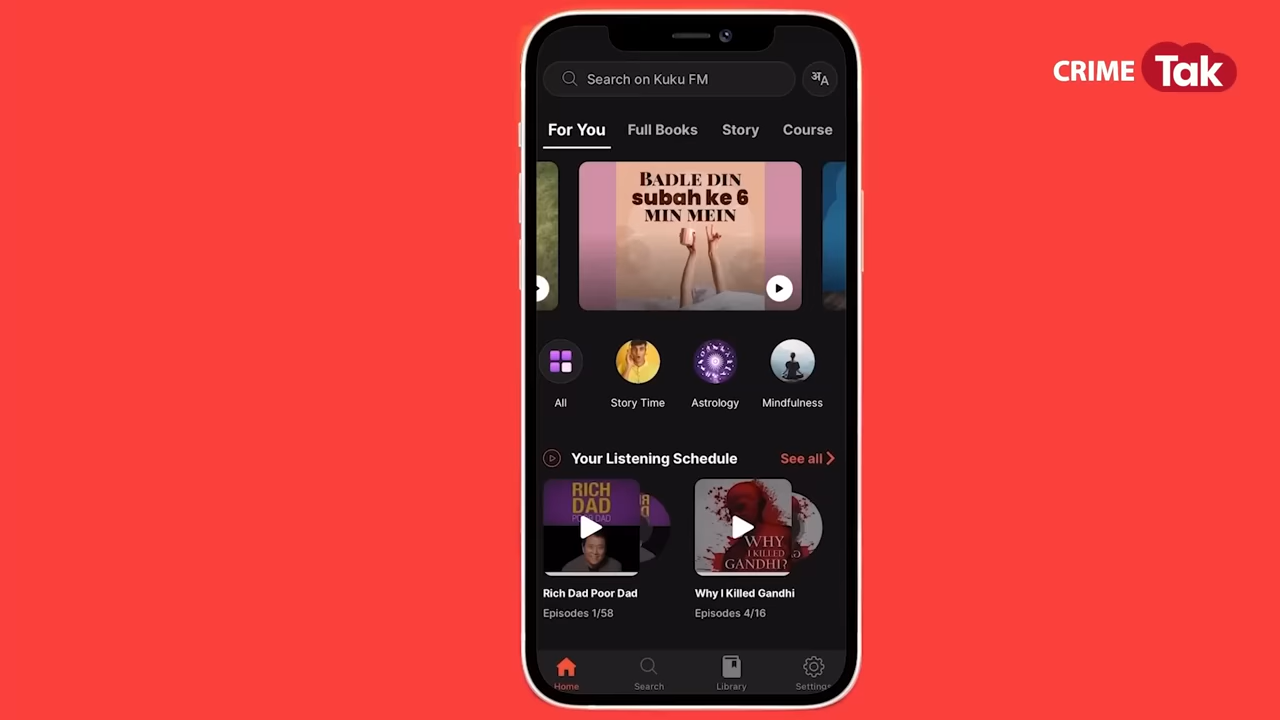 CRIME Tak
Search on Kuku FM
अA
For You Full Books Story Course
BADLE DIN
subah ke 6
MIN MEIN
All Story Time Astrology Mindfulness
Your Listening Schedule See all
RICH
DAD
POOR DAD
WHY
I KILLED
GANDHI?
Rich Dad Poor Dad Why I Killed Gandhi
Episodes 1/58 Episodes 4/16
Home Search Library Settings